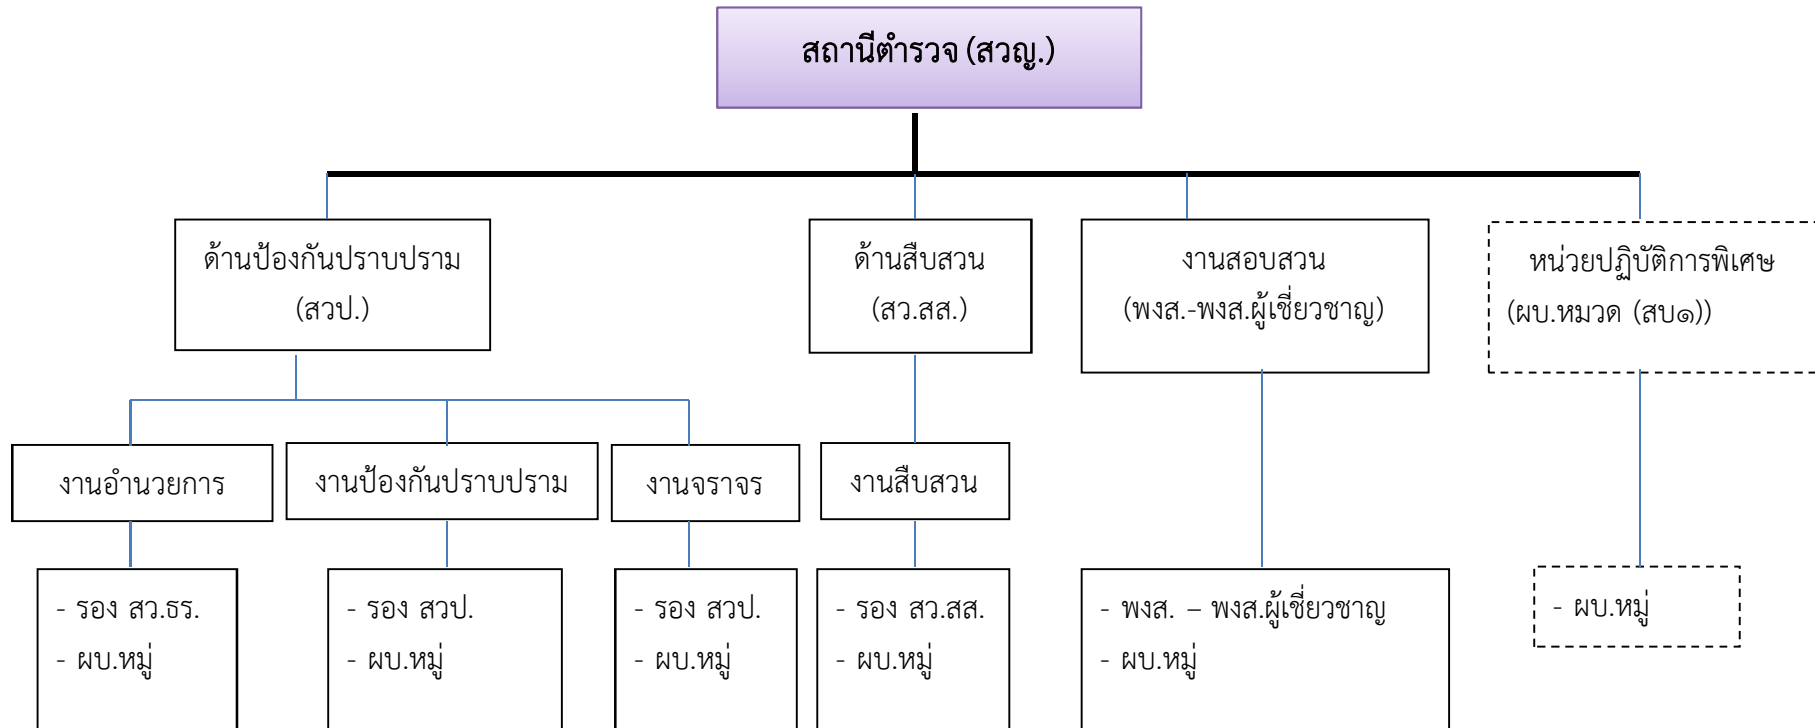 สถานีตำรวจ (สวญ.)
ด้านป้องกันปราบปราม
(สวป.)
ด้านสืบสวน
(สว.สส.)
งานสอบสวน
(พงส.-พงส.ผู้เชี่ยวชาญ)
หน่วยปฏิบัติการพิเศษ
(ผบ.หมวด (สบ๑))
งานอำนวยการ
งานป้องกันปราบปราม
งานจราจร
งานสืบสวน
- รอง สว.ธร.
- ผบ.หมู่
- รอง สวป.
- ผบ.หมู่
- รอง สวป.
- ผบ.หมู่
- รอง สว.สส.
- ผบ.หมู่
- พงส. – พงส.ผู้เชี่ยวชาญ
- ผบ.หมู่
- ผบ.หมู่